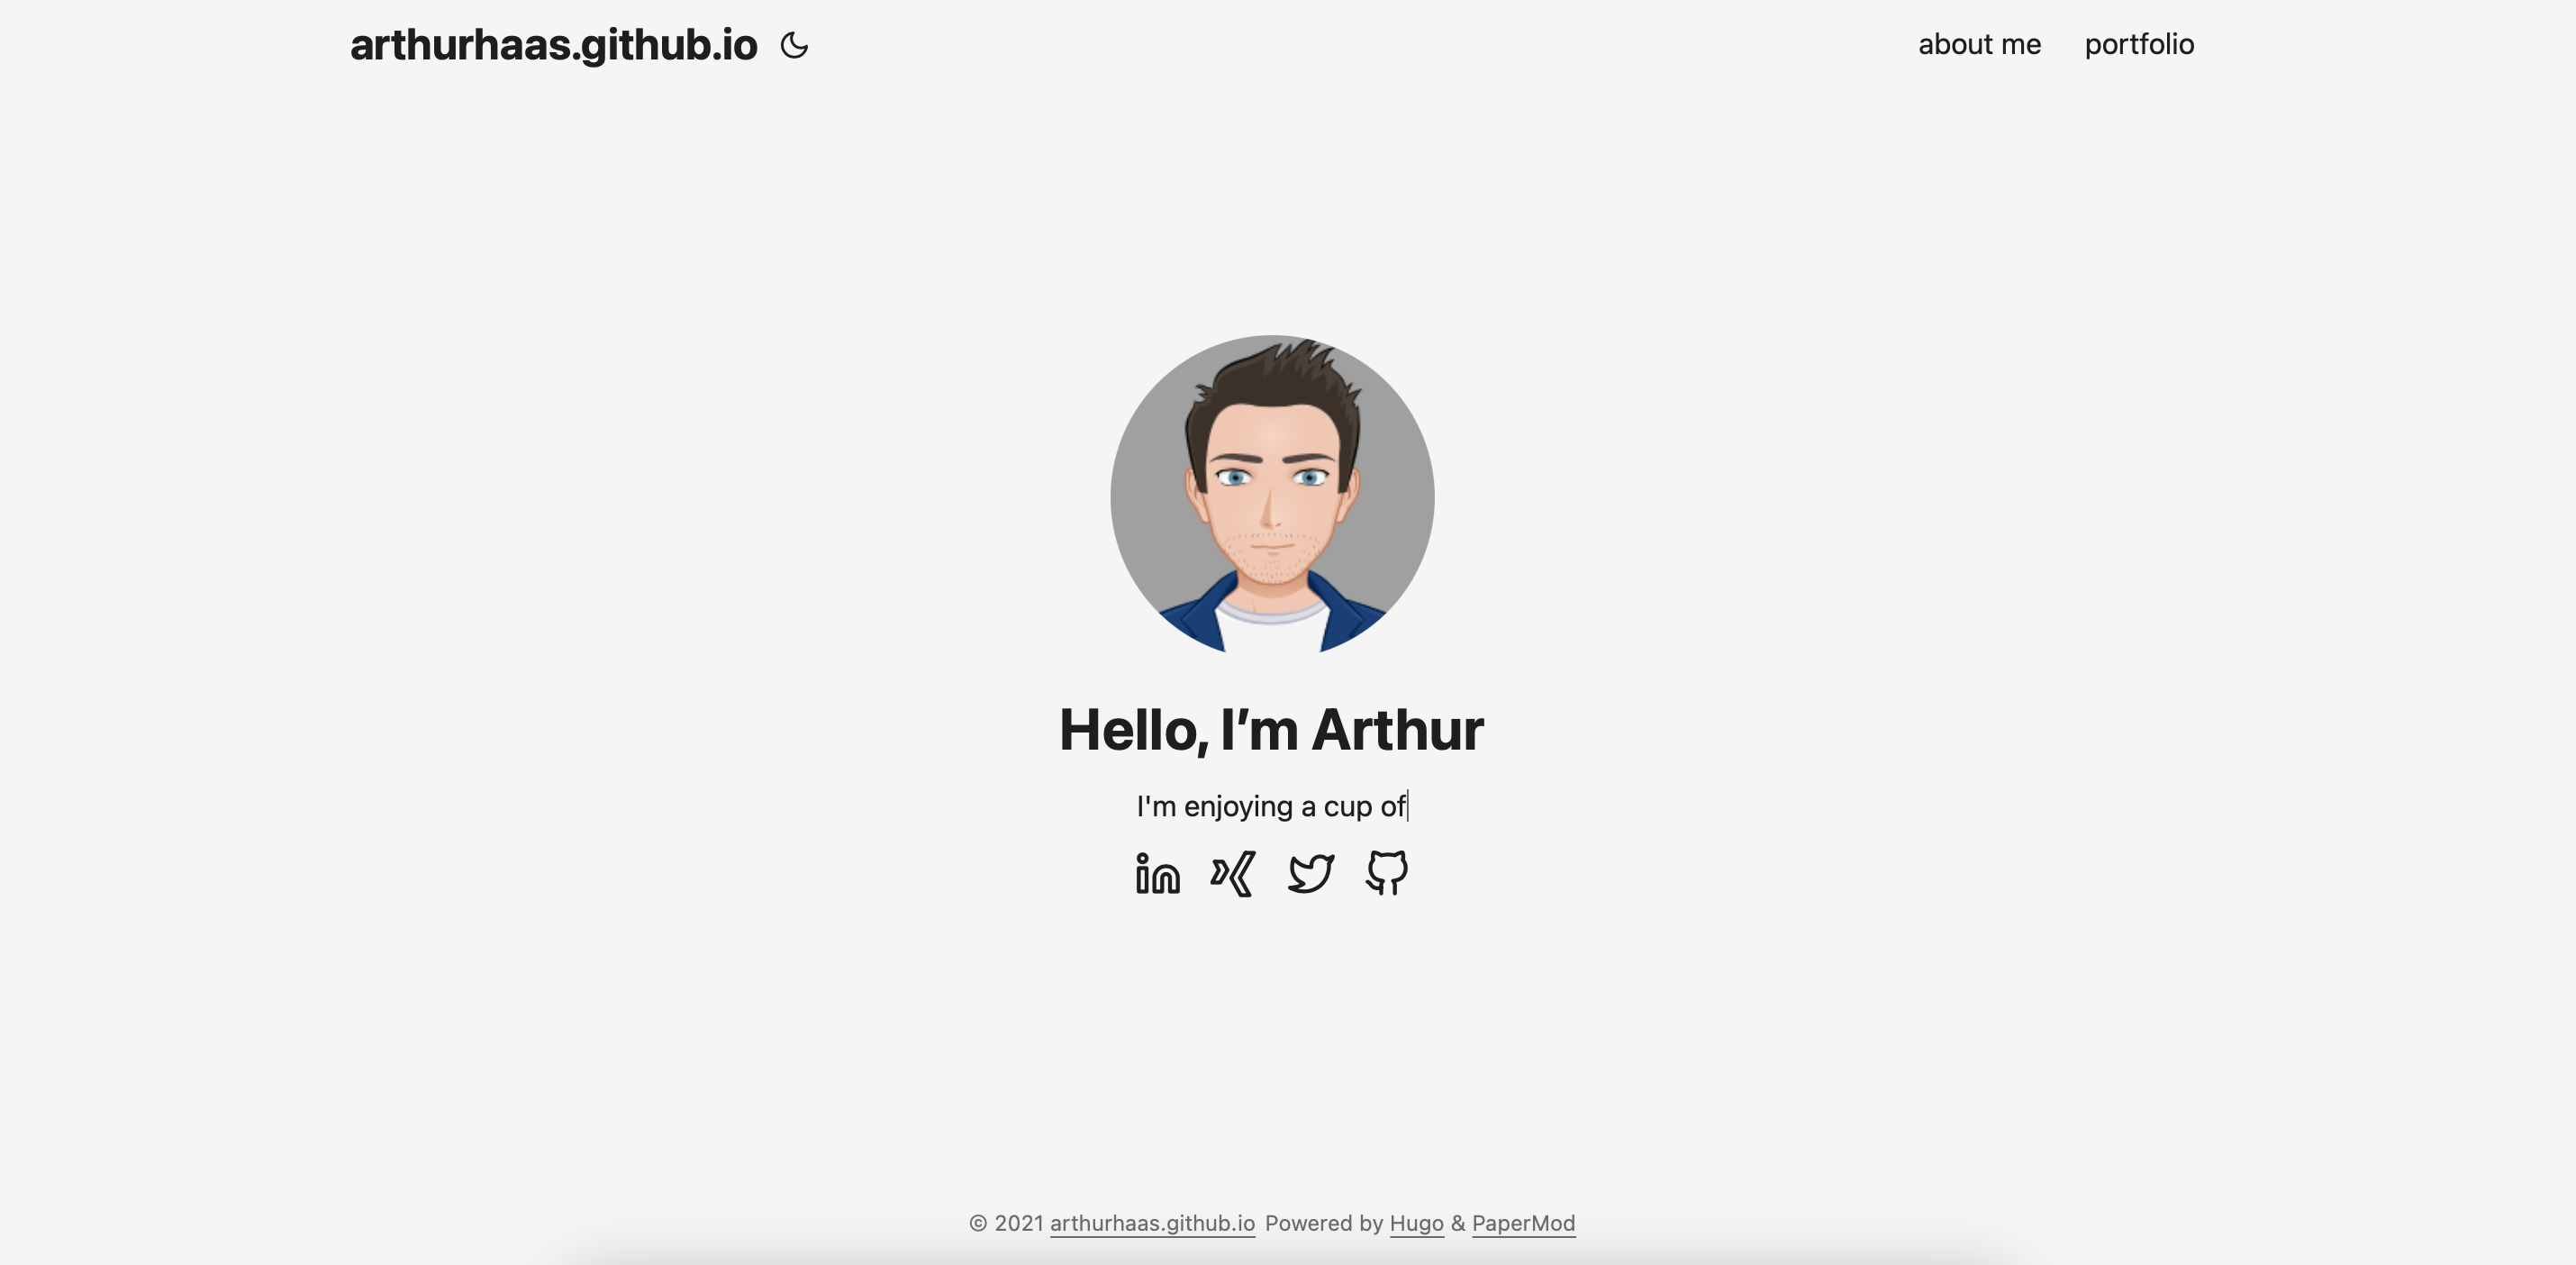 arthurhaas.github.io
about me
portfolio
Hello, I’m Arthur
I'm enjoying a cup of
© 2021 arthurhaas.github.io Powered by Hugo & PaperMod